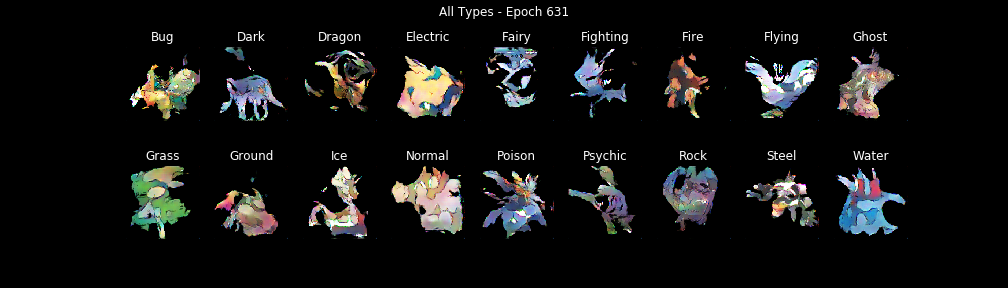 All Types - Epoch 631
Bug Dark Dragon Electric Fairy Fighting Fire Flying Ghost
Grass Ground Ice Normal Poison Psychic Rock Steel Water